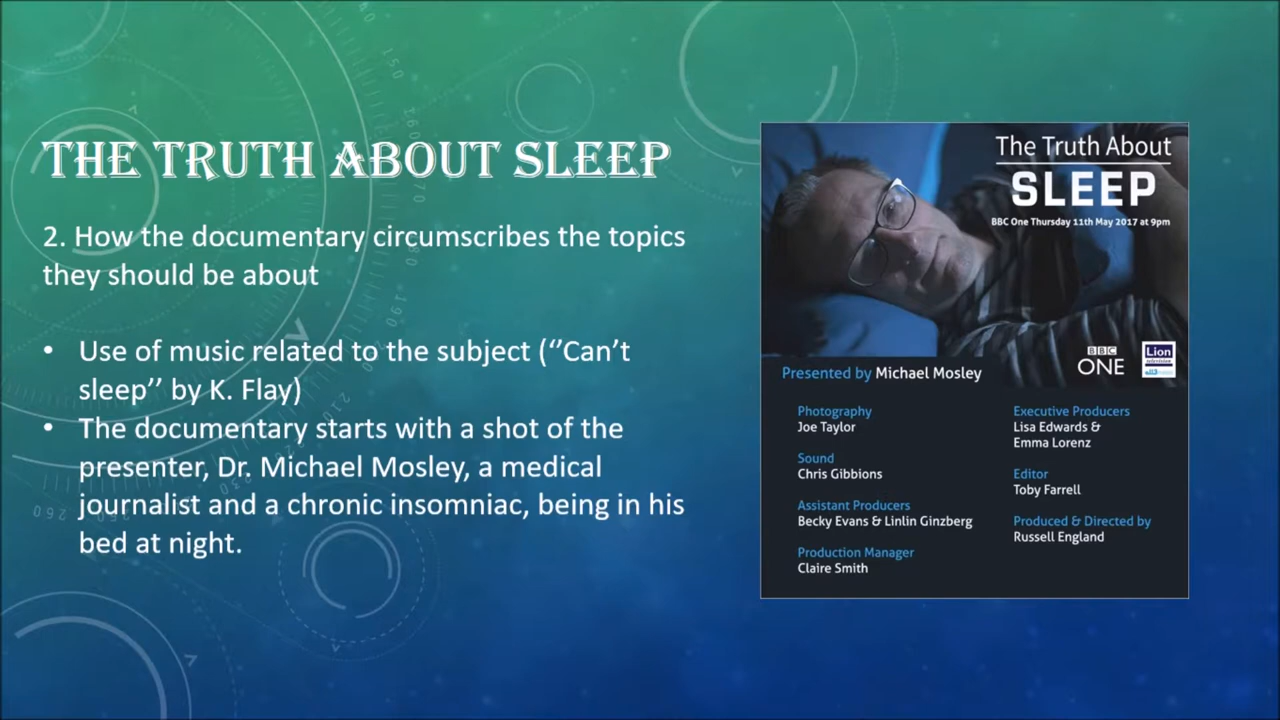 THE TRUTH ABOUT SLEEP
2. How the documentary circumscribes the topics
they should be about
• Use of music related to the subject (‘’Can’t
sleep’’ by K. Flay)
• The documentary starts with a shot of the
presenter, Dr. Michael Mosley, a medical
journalist and a chronic insomniac, being in his
bed at night.
The Truth About
SLEEP
BBC One Thursday 11th May 2017 at 9pm
BBC
ONE
Lion
television
Presented by Michael Mosley
Photography
Joe Taylor
Sound
Chris Gibbions
Assistant Producers
Becky Evans & Linlin Ginzberg
Production Manager
Claire Smith
Executive Producers
Lisa Edwards &
Emma Lorenz
Editor
Toby Farrell
Produced & Directed by
Russell England